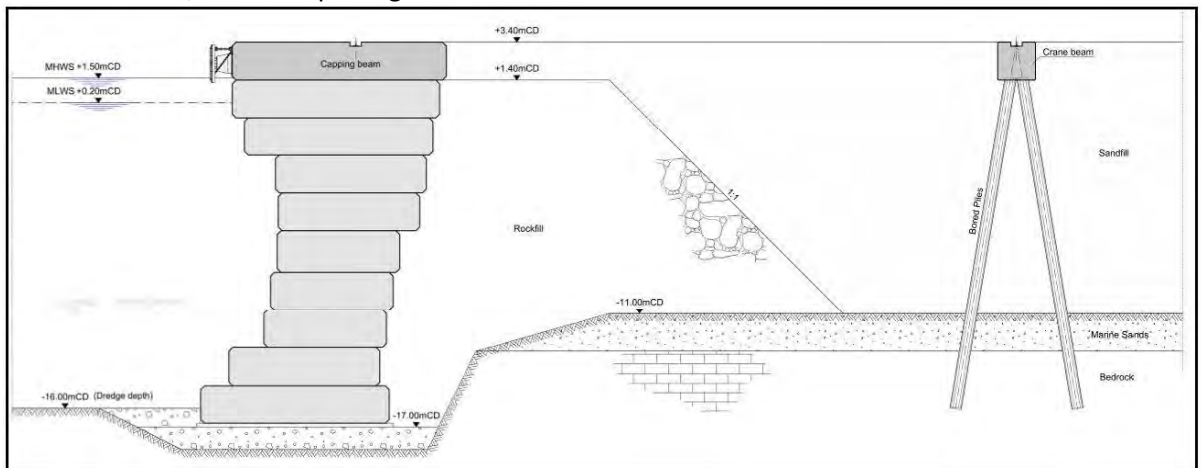 +3.40mCD
Capping beam
Crane beam
MHWS +1.50mCD
+1.40mCD
MLWS +0.20mCD
Sandfill
1:1
Bored Piles
Rockfill
-11.00mCD
Marine Sands
Bedrock
-16.00mCD (Dredge depth)
-17.00mCD